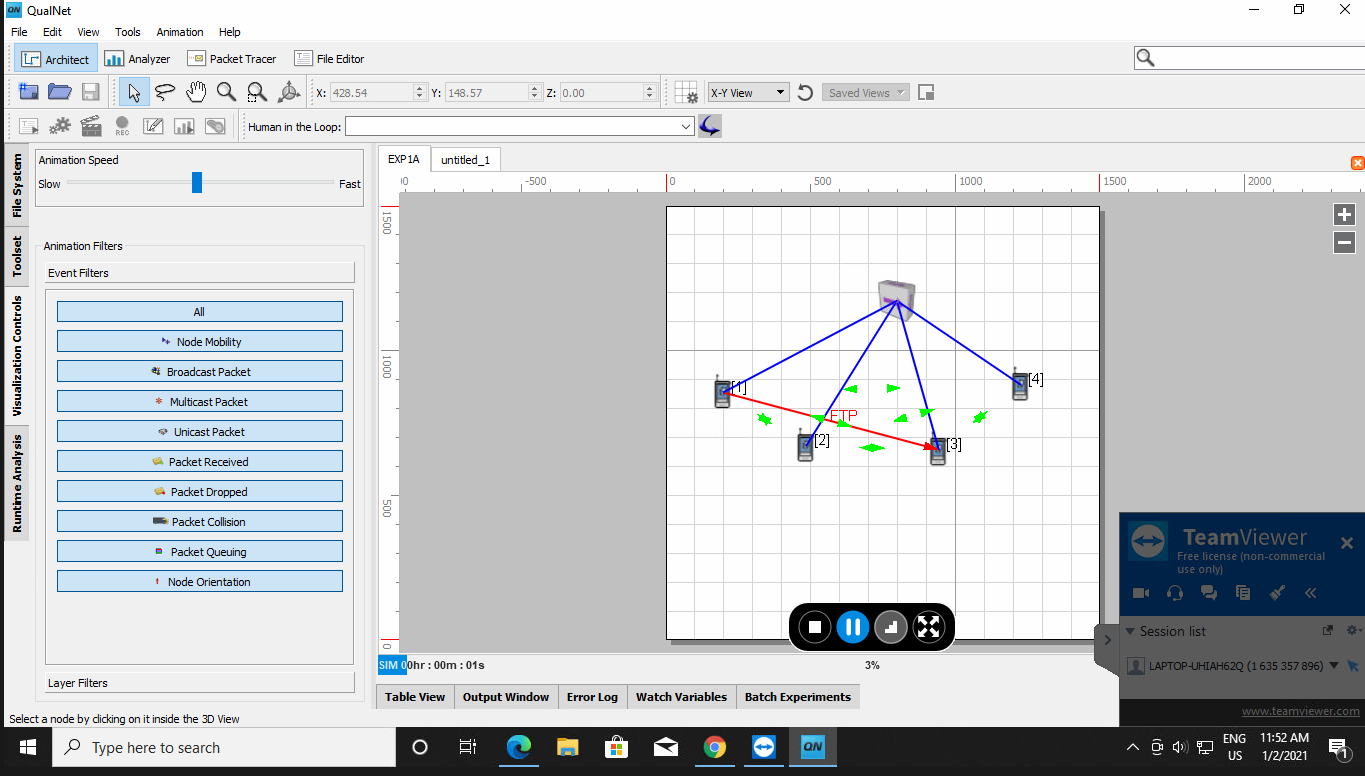 QN QualNet
File Edit View Tools Animation Help
Architect Analyzer Packet Tracer File Editor
X: 428.54 Y: 148.57 Z: 0.00 X-Y View Saved Views
REC Human in the Loop:
File System
Toolset
Visualization Controls
Runtime Analysis
Animation Speed
Slow Fast
Animation Filters
Event Filters
All
Node Mobility
Broadcast Packet
Multicast Packet
Unicast Packet
Packet Received
Packet Dropped
Packet Collision
Packet Queuing
Node Orientation
Layer Filters
EXP1A untitled_1
00 -500 0 500 1000 1500 2000
1500
1000
500
0
[1]
[4]
FTP
[2]
[3]
SIM 00hr : 00m : 01s 3%
Table View Output Window Error Log Watch Variables Batch Experiments
Select a node by clicking on it inside the 3D View
TeamViewer
Free license (non-commercial
use only)
Session list
LAPTOP-UHIAH62Q (1 635 357 896)
www.teamviewer.com
Type here to search
QN
ENG
US
11:52 AM
1/2/2021
1